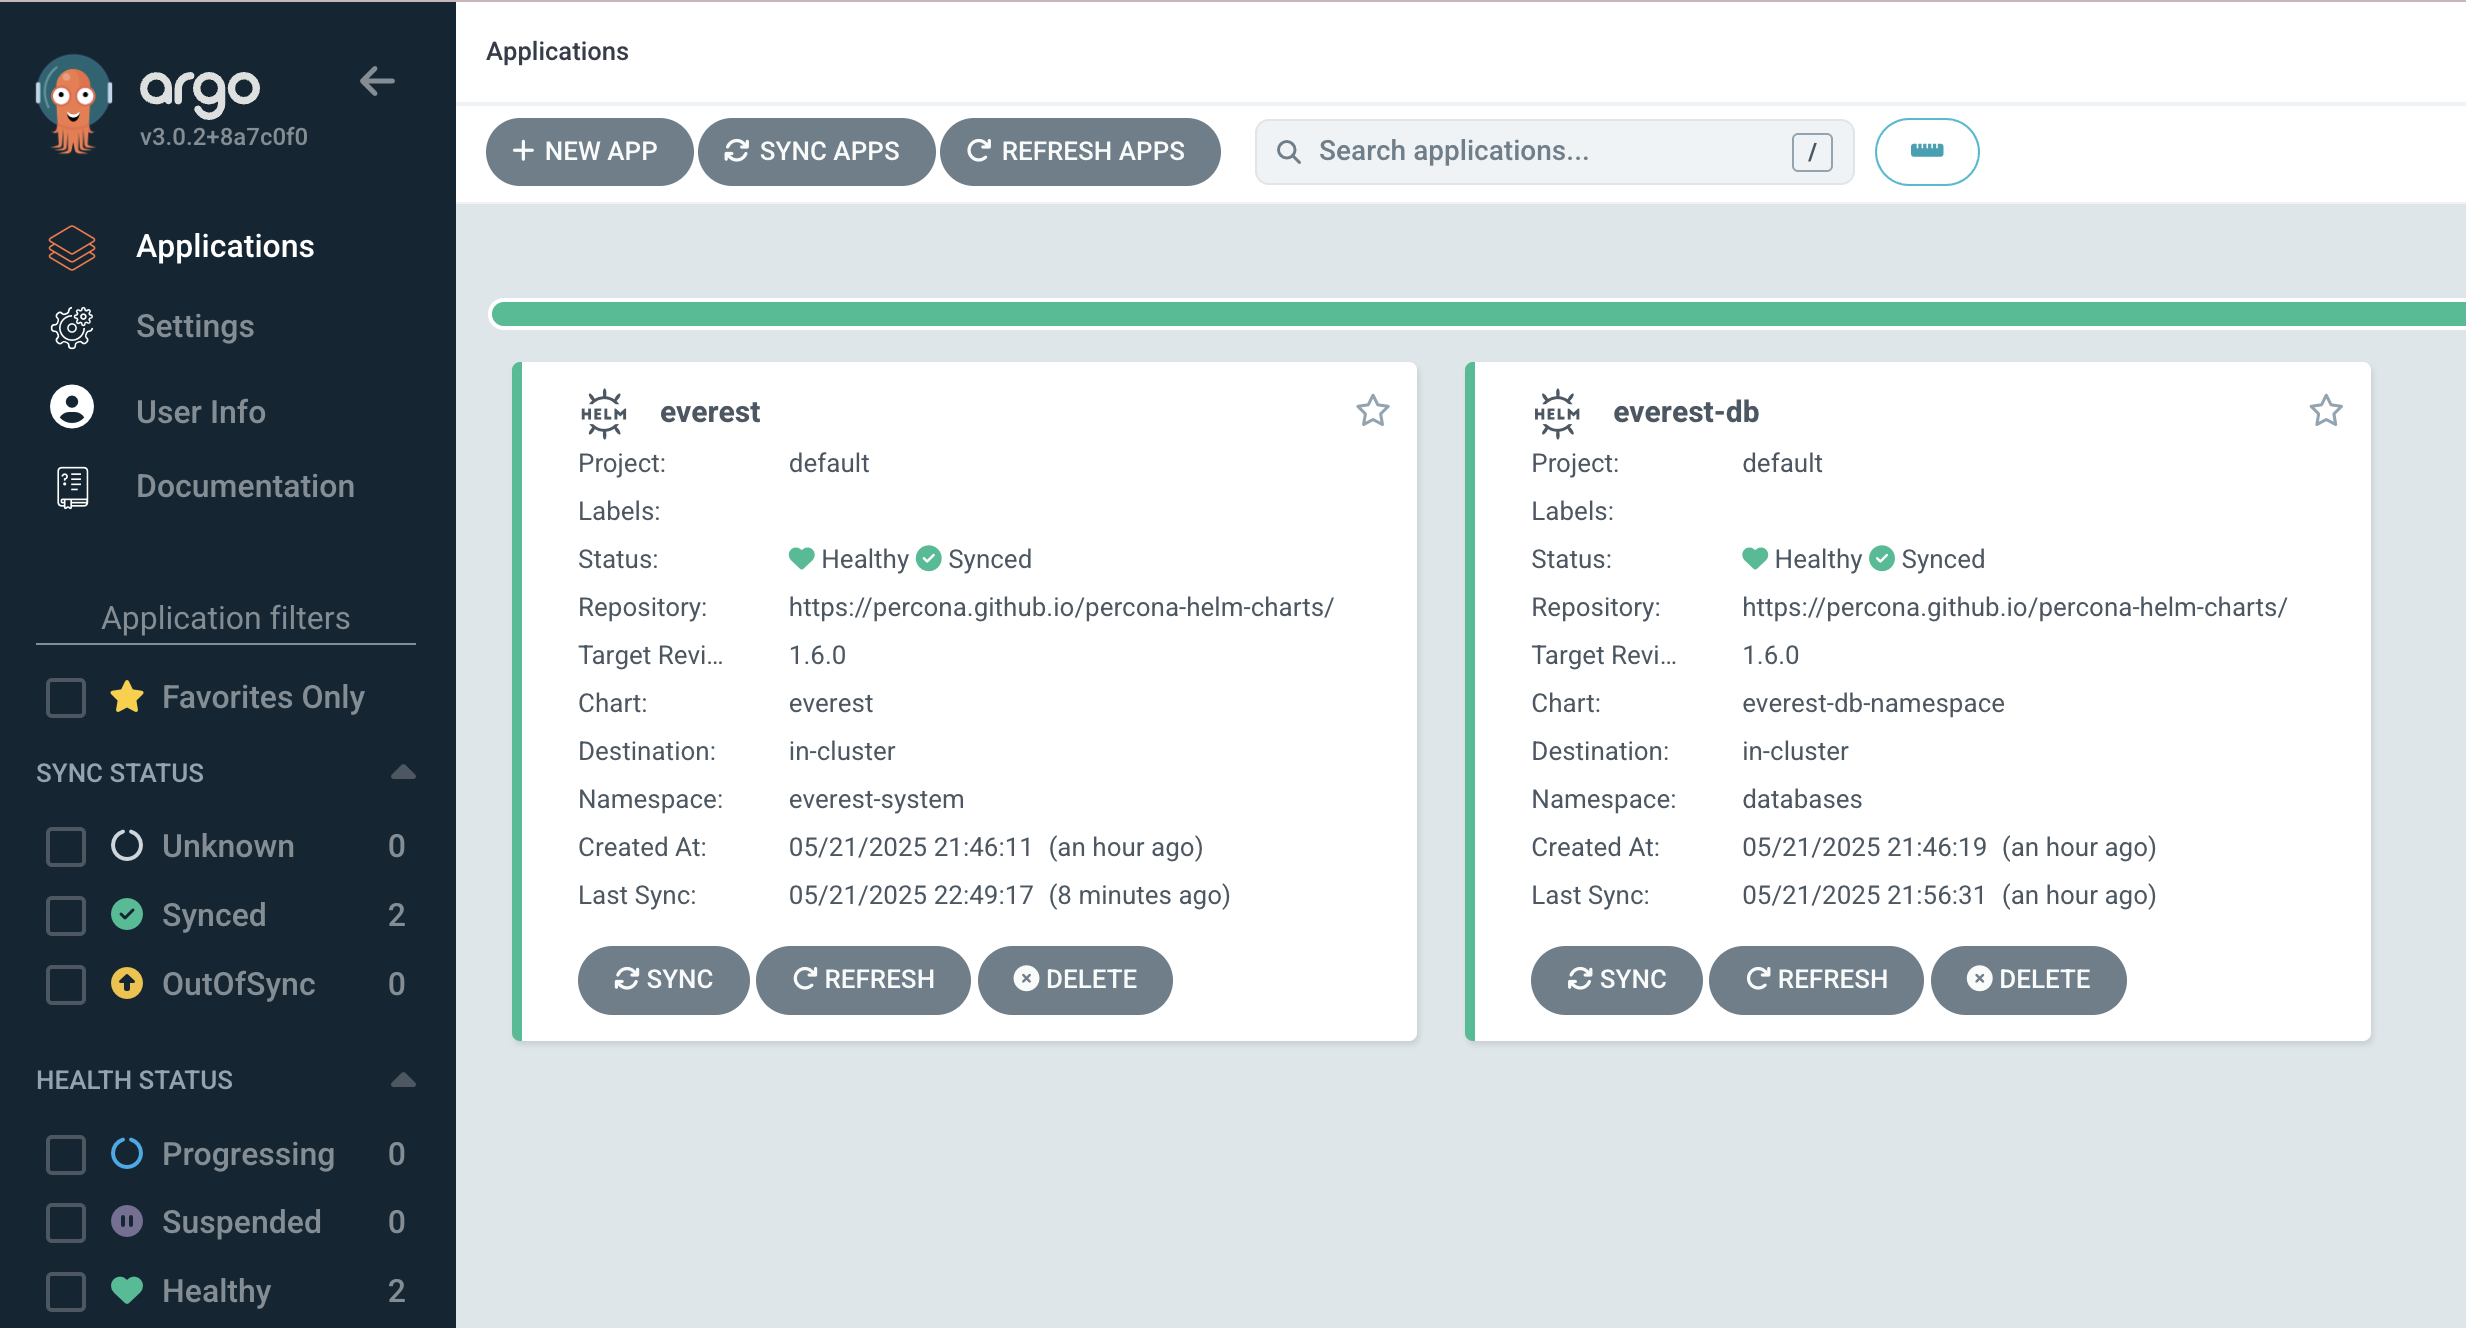 argo
v3.0.2+8a7c0f0
Applications
Settings
User Info
Documentation
Application filters
Favorites Only
SYNC STATUS
Unknown 0
Synced 2
OutOfSync 0
HEALTH STATUS
Progressing 0
Suspended 0
Healthy 2
Applications
+ NEW APP SYNC APPS REFRESH APPS Search applications... /
HELM everest
Project: default
Labels:
Status: Healthy Synced
Repository: https://percona.github.io/percona-helm-charts/
Target Revi... 1.6.0
Chart: everest
Destination: in-cluster
Namespace: everest-system
Created At: 05/21/2025 21:46:11 (an hour ago)
Last Sync: 05/21/2025 22:49:17 (8 minutes ago)
SYNC REFRESH DELETE
HELM everest-db
Project: default
Labels:
Status: Healthy Synced
Repository: https://percona.github.io/percona-helm-charts/
Target Revi... 1.6.0
Chart: everest-db-namespace
Destination: in-cluster
Namespace: databases
Created At: 05/21/2025 21:46:19 (an hour ago)
Last Sync: 05/21/2025 21:56:31 (an hour ago)
SYNC REFRESH DELETE